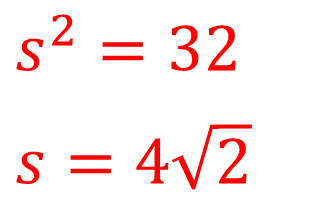 s² = 32
s = 4√2